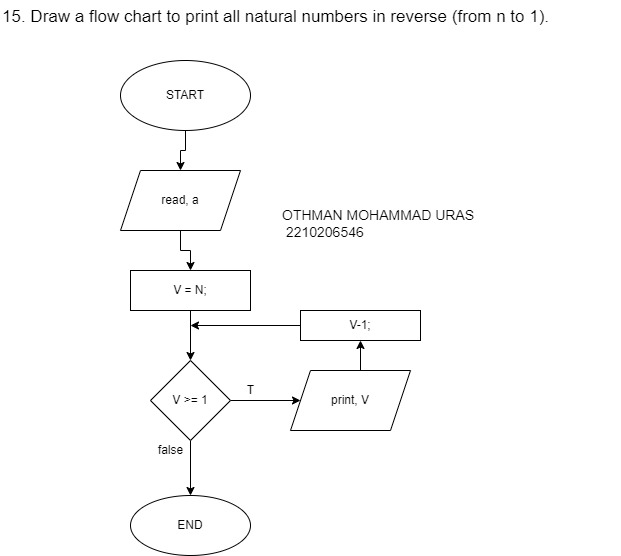 15. Draw a flow chart to print all natural numbers in reverse (from n to 1).
START
read, a
OTHMAN MOHAMMAD URAS
2210206546
V = N;
V-1;
V >= 1
T
print, V
false
END